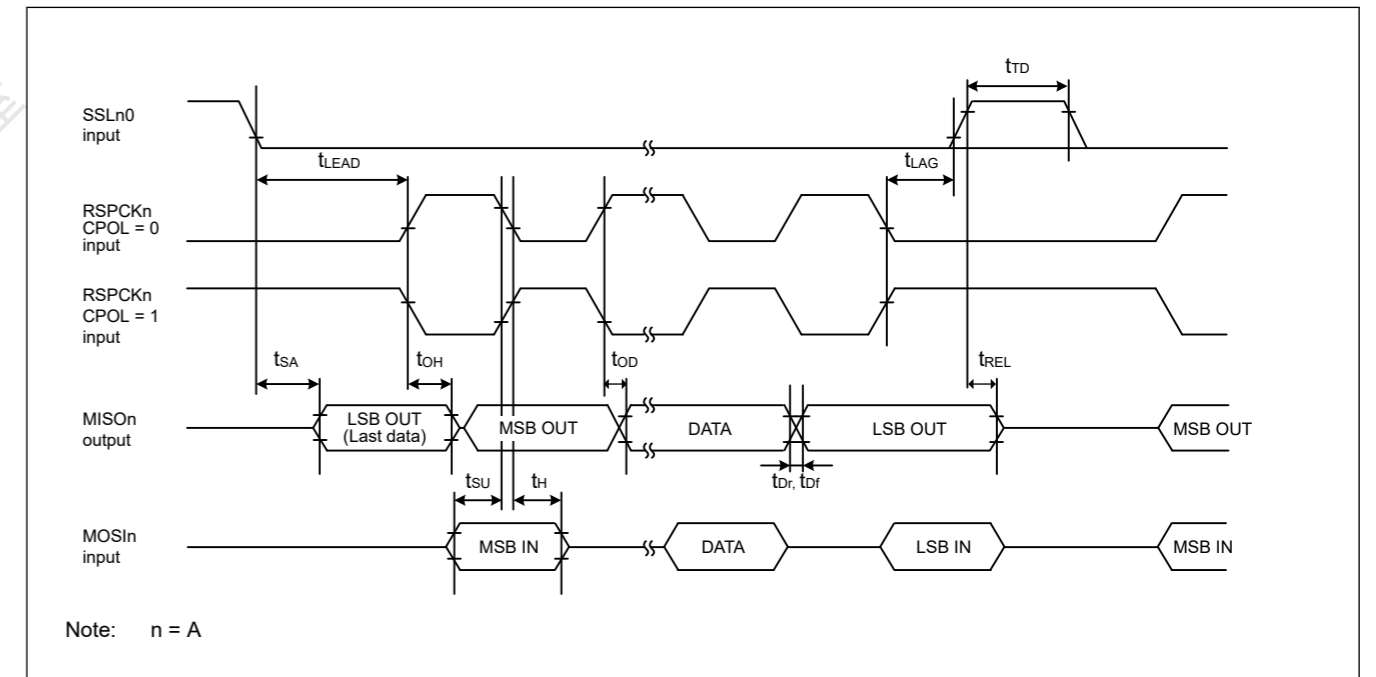 tTD
SSLn0
input
tLEAD
tLAG
RSPCKn
CPOL = 0
input
RSPCKn
CPOL = 1
input
tSA
tOH
tOD
tREL
MISOn
output
LSB OUT
(Last data)
MSB OUT
DATA
LSB OUT
MSB OUT
tSU
tH
tDr, tDf
MOSIn
input
MSB IN
DATA
LSB IN
MSB IN
Note: n = A